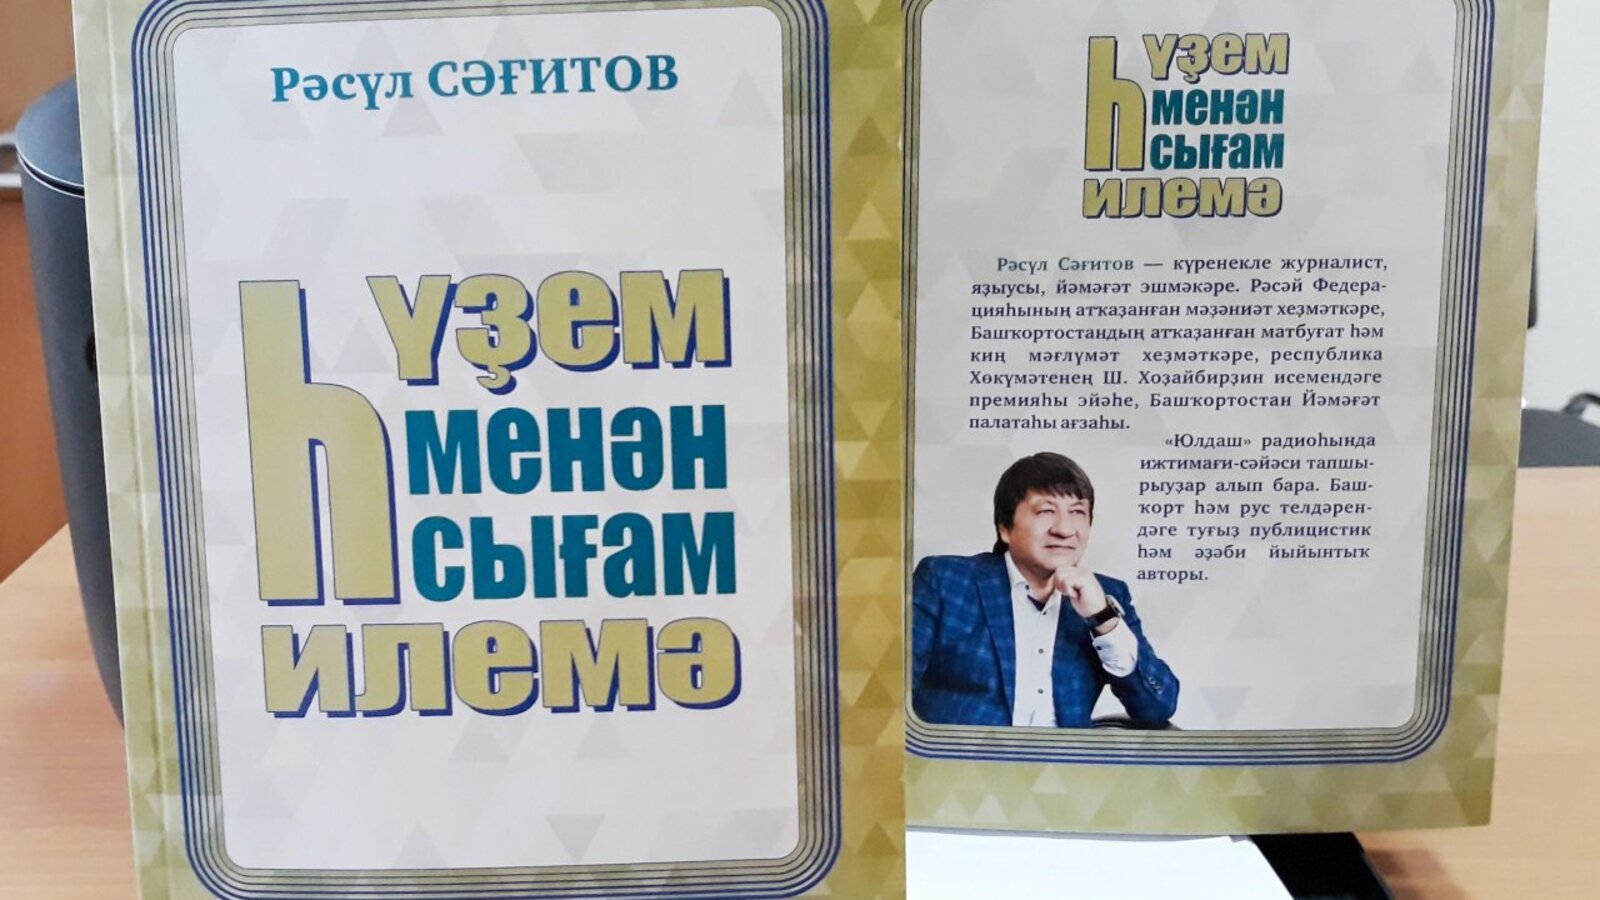 Рәсүл СӘҒИТОВ
Һүҙем
менән
сығам
илемә
Һүҙем
менән
сығам
илемә
Рәсүл Сәғитов — күренекле журналист,
яҙыусы, йәмәғәт эшмәкәре. Рәсәй Федера-
цияһының атҡаҙанған мәҙәниәт хеҙмәткәре,
Башҡортостандың атҡаҙанған матбуғат һәм
киң мәғлүмәт хеҙмәткәре, республика
Хөкүмәтенең Ш. Хоҙайбирҙин исемендәге
премияһы эйәһе, Башҡортостан Йәмәғәт
палатаһы ағзаһы.
«Юлдаш» радиоһында
ижтимағи-сәйәси тапшы-
рыуҙар алып бара. Баш-
ҡорт һәм рус телдәрен-
дәге туғыҙ публицистик
һәм әҙәби йыйынтыҡ
авторы.